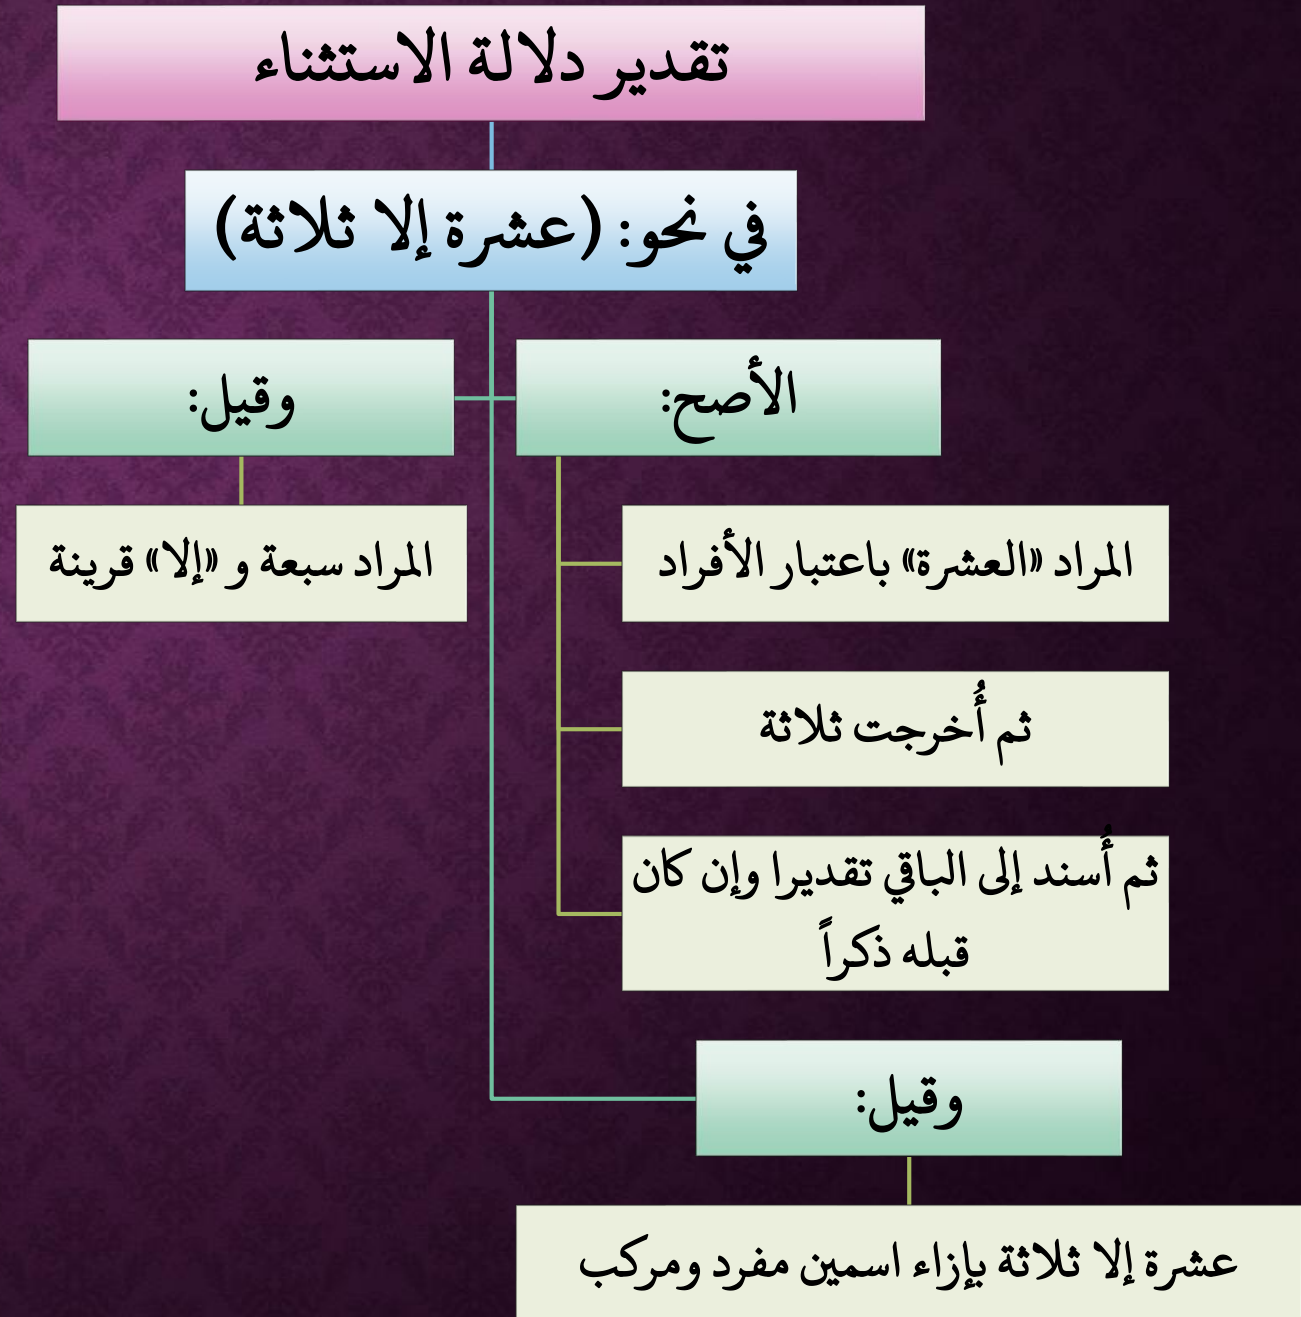 تقدير دلالة الاستثناء
في نحو: (عشرة إلا ثلاثة)
الأصح:
المراد «العشرة» باعتبار الأفراد
ثم أُخرجت ثلاثة
ثم أُسند إلى الباقي تقديرا وإن كان
قبله ذكراً
وقيل:
المراد سبعة و «إلا» قرينة
وقيل:
عشرة إلا ثلاثة بإزاء اسمين مفرد ومركب